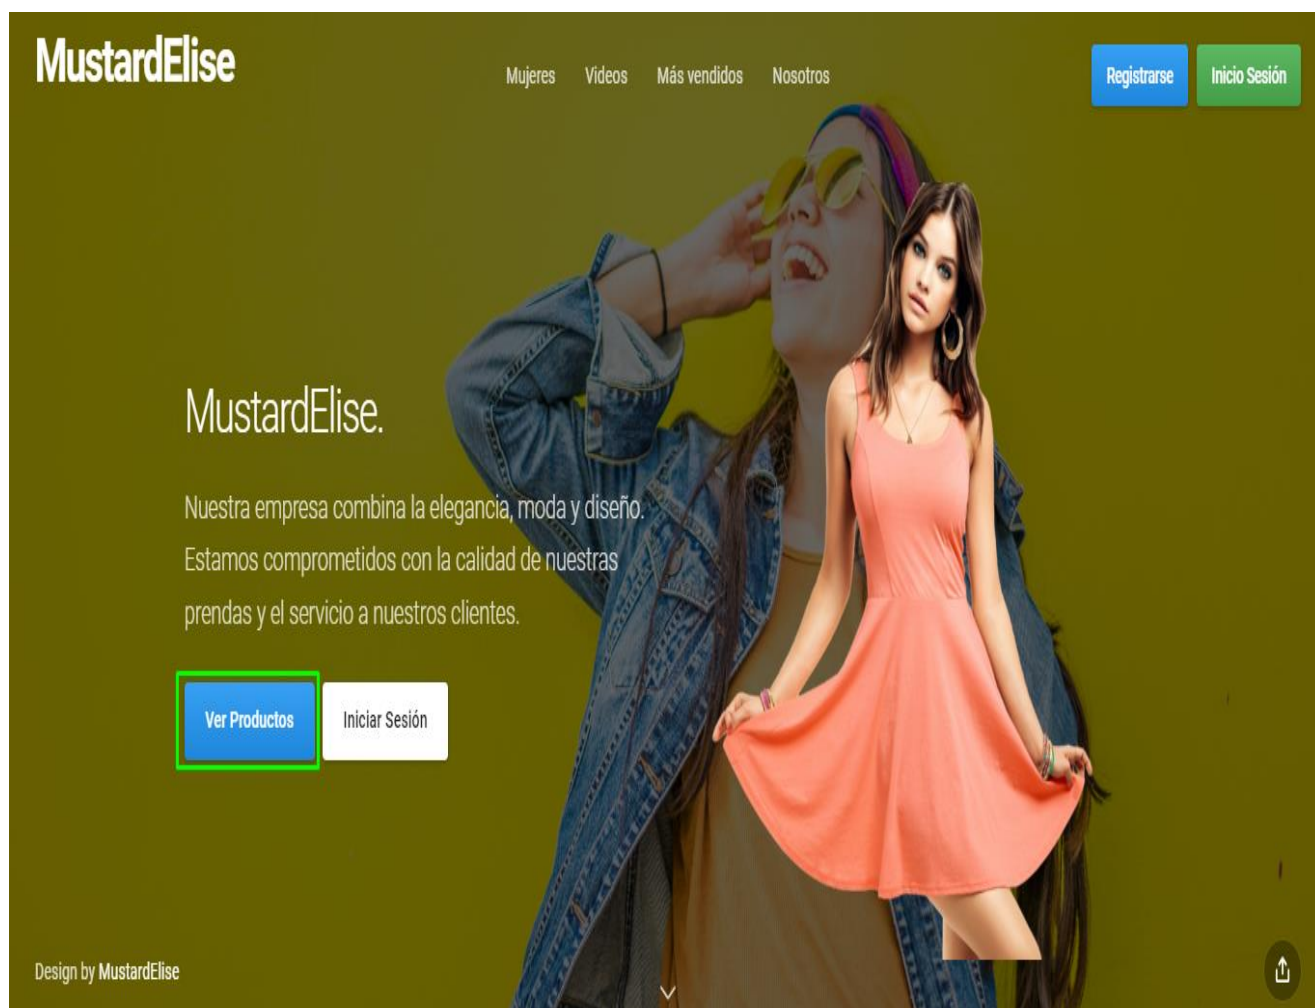 MustardElise
Mujeres Videos Más vendidos Nosotros
Registrarse Inicio Sesión
MustardElise.
Nuestra empresa combina la elegancia, moda y diseño.
Estamos comprometidos con la calidad de nuestras
prendas y el servicio a nuestros clientes.
Ver Productos Iniciar Sesión
Design by MustardElise